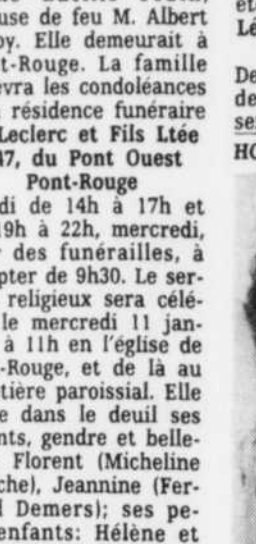 use de feu M. Albert
oy. Elle demeurait à
t-Rouge. La famille
evra les condoléances
résidence funéraire
Leclerc et Fils Ltée
47, du Pont Ouest
Pont-Rouge
di de 14h à 17h et
19h à 22h, mercredi,
r des funérailles, à
pter de 9h30. Le ser-
religieux sera célé-
le mercredi 11 jan-
à 11h en l'église de
-Rouge, et de là au
tière paroissial. Elle
e dans le deuil ses
nts, gendre et belle-
Florent (Micheline
che), Jeannine (Fer-
d Demers); ses pe-
enfants: Hélène et
Lé
De
de
se
HO